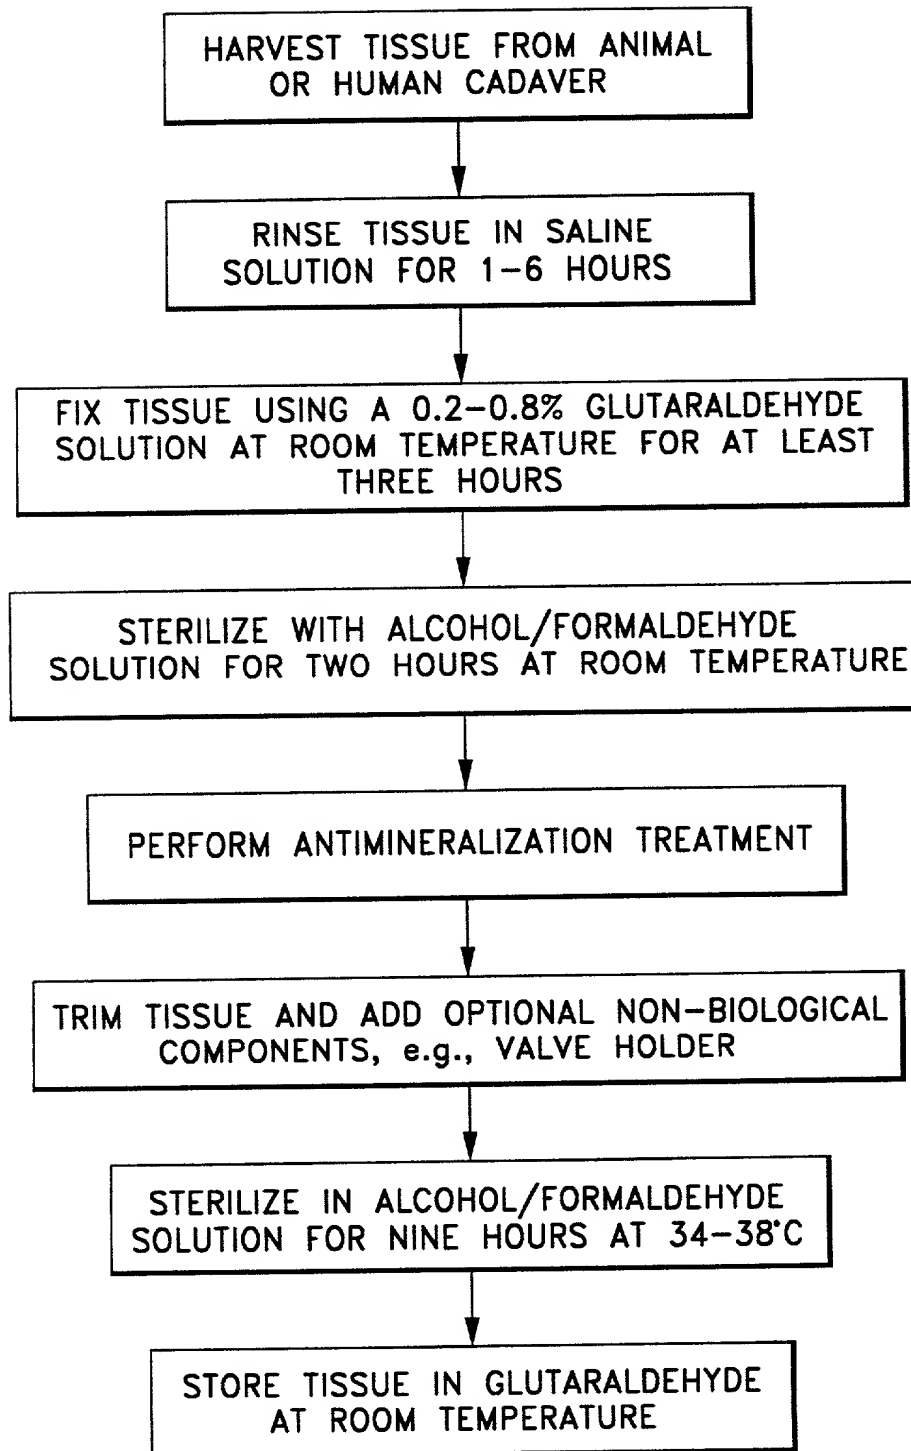 HARVEST TISSUE FROM ANIMAL
OR HUMAN CADAVER
RINSE TISSUE IN SALINE
SOLUTION FOR 1-6 HOURS
FIX TISSUE USING A 0.2-0.8% GLUTARALDEHYDE
SOLUTION AT ROOM TEMPERATURE FOR AT LEAST
THREE HOURS
STERILIZE WITH ALCOHOL/FORMALDEHYDE
SOLUTION FOR TWO HOURS AT ROOM TEMPERATURE
PERFORM ANTIMINERALIZATION TREATMENT
TRIM TISSUE AND ADD OPTIONAL NON-BIOLOGICAL
COMPONENTS, e.g., VALVE HOLDER
STERILIZE IN ALCOHOL/FORMALDEHYDE
SOLUTION FOR NINE HOURS AT 34-38°C
STORE TISSUE IN GLUTARALDEHYDE
AT ROOM TEMPERATURE